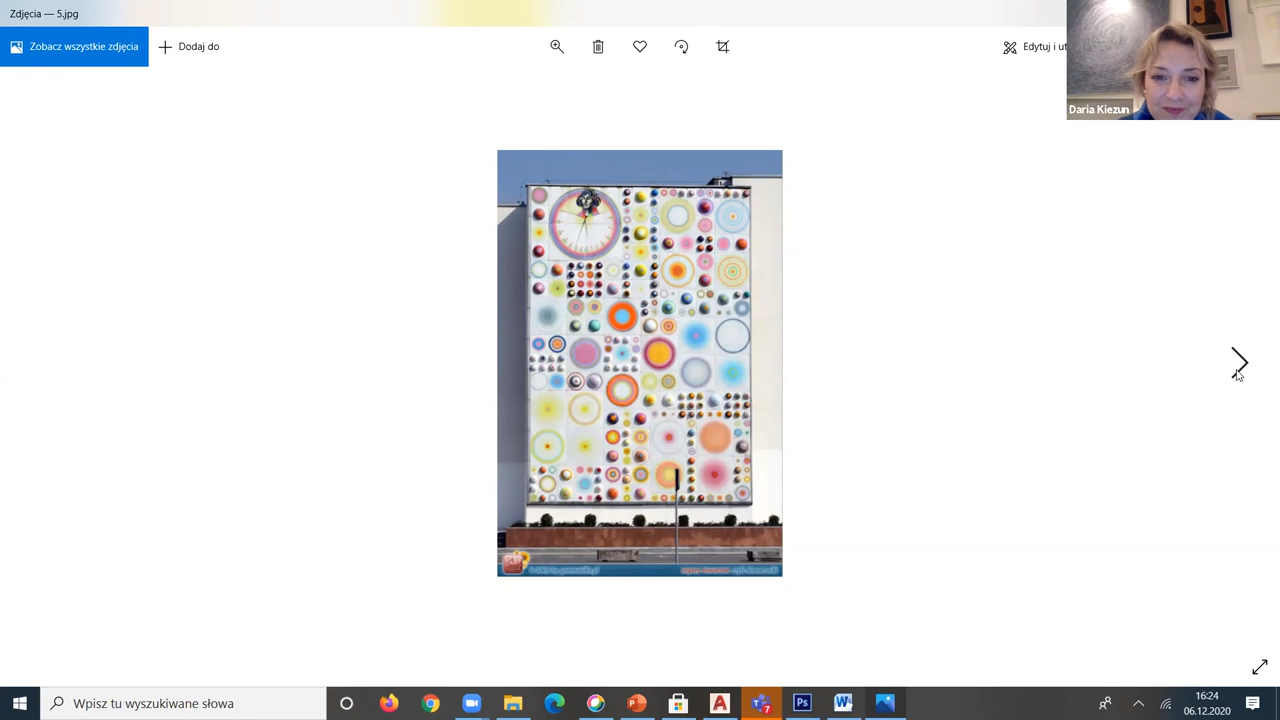 Zdjęcia — 5.jpg
Zobacz wszystkie zdjęcia
Dodaj do
Edytuj i ut
Daria Kiezun
Wpisz tu wyszukiwane słowa
7
16:24
06.12.2020